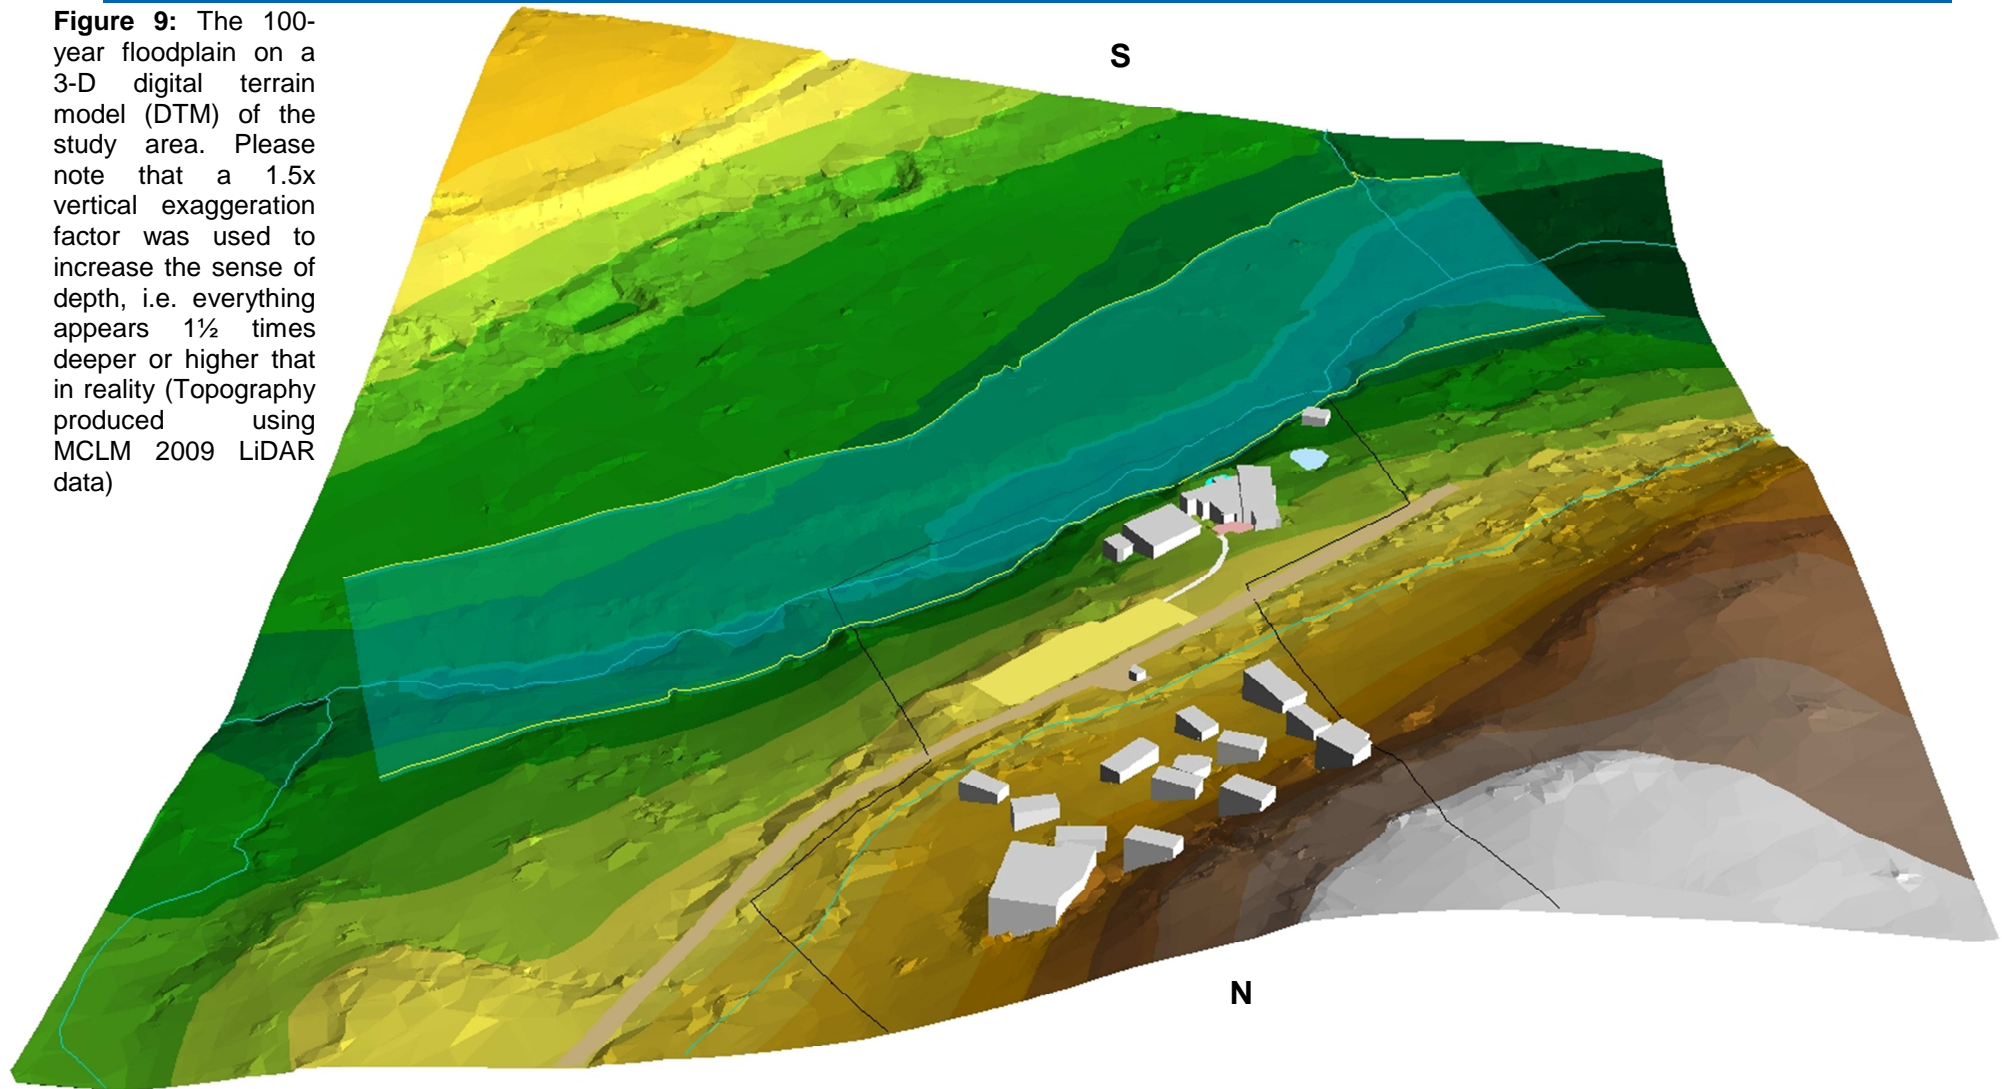 Figure 9: The 100-
year floodplain on a
3-D digital terrain
model (DTM) of the
study area. Please
note that a 1.5x
vertical exaggeration
factor was used to
increase the sense of
depth, i.e. everything
appears 1½ times
deeper or higher that
in reality (Topography
produced using
MCLM 2009 LiDAR
data)
S
N